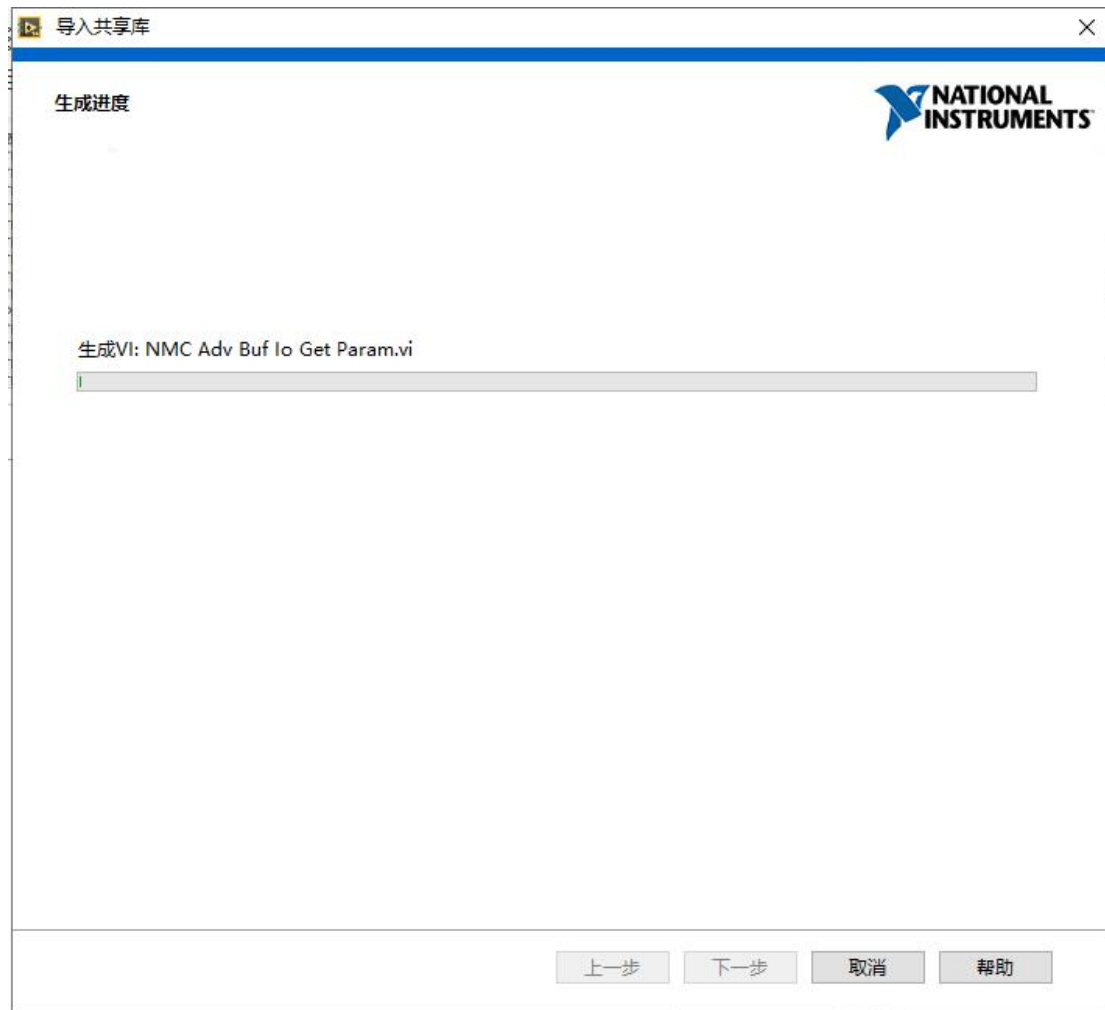 导入共享库
生成进度
NATIONAL
INSTRUMENTS
生成VI: NMC Adv Buf Io Get Param.vi
上一步
下一步
取消
帮助